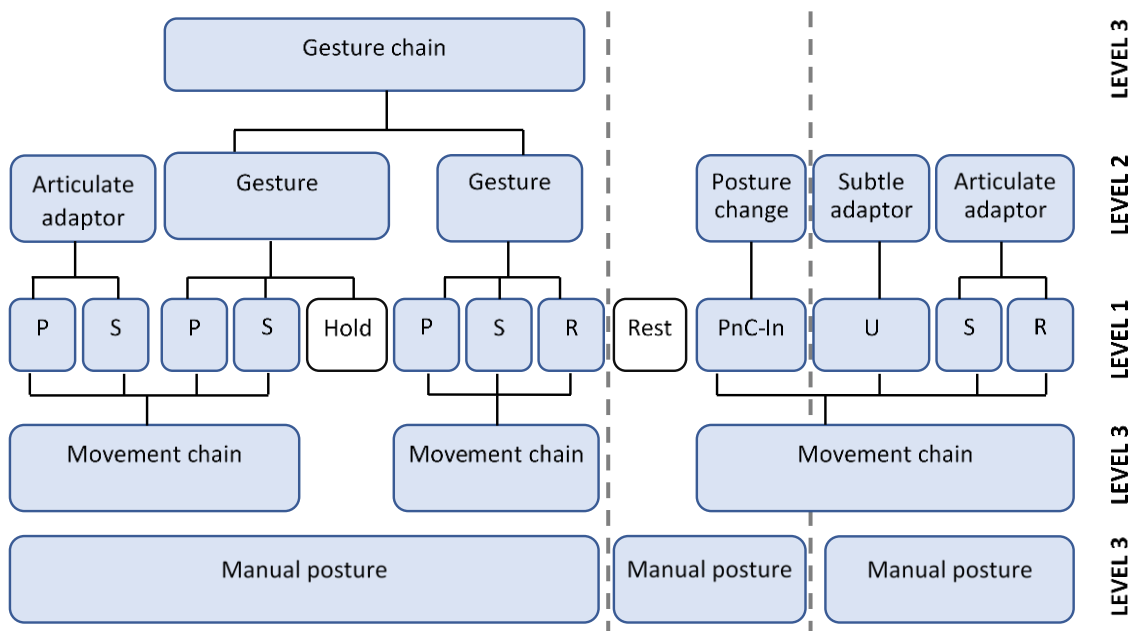 Gesture chain
LEVEL 3
Articulate
adaptor
Gesture
Gesture
Posture
change
Subtle
adaptor
Articulate
adaptor
LEVEL 2
P
S
P
S
Hold
P
S
R
Rest
PnC-In
U
S
R
LEVEL 1
Movement chain
Movement chain
Movement chain
LEVEL 3
Manual posture
Manual posture
Manual posture
LEVEL 3